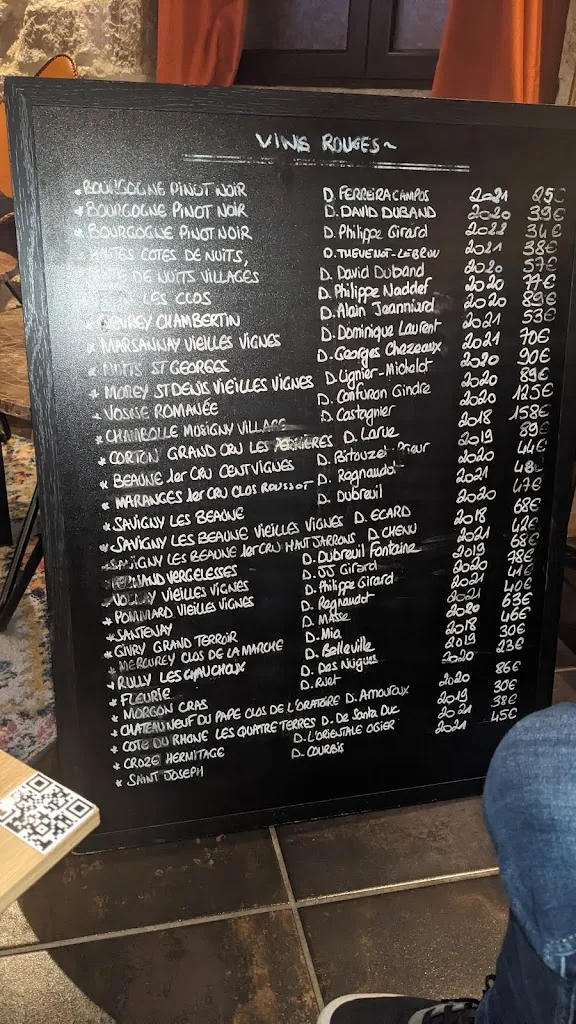 VINS ROUGES~
* BOURGOGNE PINOT NOIR D. FERREIRA CAMPOS 2021 25€
* BOURGOGNE PINOT NOIR D. DAVID DUBAND 2020 39€
* BOURGOGNE PINOT NOIR D. Philippe Girard 2022 34€
COTES DE NUITS, D. THEVENOT-LEBRUN 2021 38€
DE NUITS VILLAGES D. David Duband 2020 57€
LES CLOS D. Philippe Naddef 2020 77€
GEVREY CHAMBERTIN D. Alain Jeanniard 2020 89€
* MARSANNAY VIEILLES VIGNES D. Dominique Laurent 2021 53€
* NUITS ST GEORGES D. Georges Chezeaux 2021 70€
* MOREY ST DENIS VIEILLES VIGNES D. Lignier-Michelot 2020 90€
* VOSNE ROMANÉE D. Confuron Gindre 2020 89€
* CHAMBOLLE MUSIGNY VILLAGE D. Castagnier 2020 125€
* CORTON GRAND CRU LES D. Larue 2018 158€
* BEAUNE 1er CRU CENT VIGNES D. Bitouzet-Prieur 2019 89€
* MARANGES 1er CRU CLOS ROUSSOT D. Regnaudot 2020 44€
* SAVIGNY LES BEAUNE D. Dubreuil 2021 48€
* SAVIGNY LES BEAUNE VIEILLES VIGNES D. ECARD 2020 47€
* SAVIGNY LES BEAUNE 1er CRU HAUT JARRONS D. CHENU 2018 68€
* PERNAND VERGELESSES D. Dubreuil Fontaine 2021 42€
* VOLNAY VIEILLES VIGNES D. JJ Girard 2019 68€
* POMMARD VIEILLES VIGNES D. Philippe Girard 2020 78€
* SANTENAY D. Regnaudot 2021 41€
* GIVRY GRAND TERROIR D. MASSE 2021 40€
* MERCUREY CLOS DE LA MARCHE D. Mia 2020 63€
* RULLY LES CHAUCHOUX D. Belleville 2018 46€
* FLEURIE D. Des Nugues 2019 30€
* MORGON CRAS D. Ruet 2020 23€
* CHATEAUNEUF DU PAPE CLOS DE L'ORATOIRE D. Amouroux 2020 86€
* COTE DU RHONE LES QUATRE TERRES D. De Santa Duc 2019 30€
* CROZE HERMITAGE D. L'ORIENTALE OGIER 2021 38€
* SAINT JOSEPH D. COURBIS 2021 45€